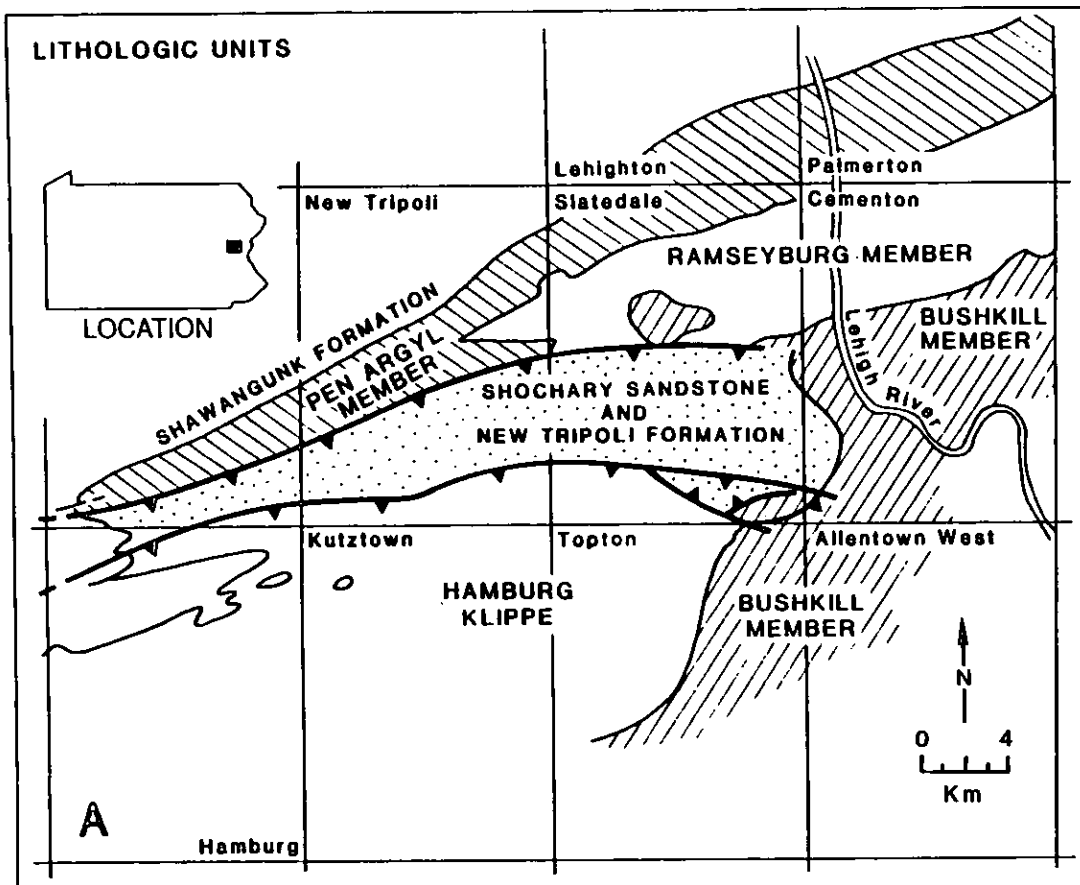 LITHOLOGIC UNITS
Lehighton
Palmerton
New Tripoli
Slatedale
Cementon
LOCATION
SHAWANGUNK FORMATION
PEN ARGYL
MEMBER
RAMSEYBURG MEMBER
BUSHKILL
MEMBER
Lehigh River
SHOCHARY SANDSTONE
AND
NEW TRIPOLI FORMATION
Kutztown
Topton
Allentown West
HAMBURG
KLIPPE
BUSHKILL
MEMBER
N
0 4
Km
A
Hamburg